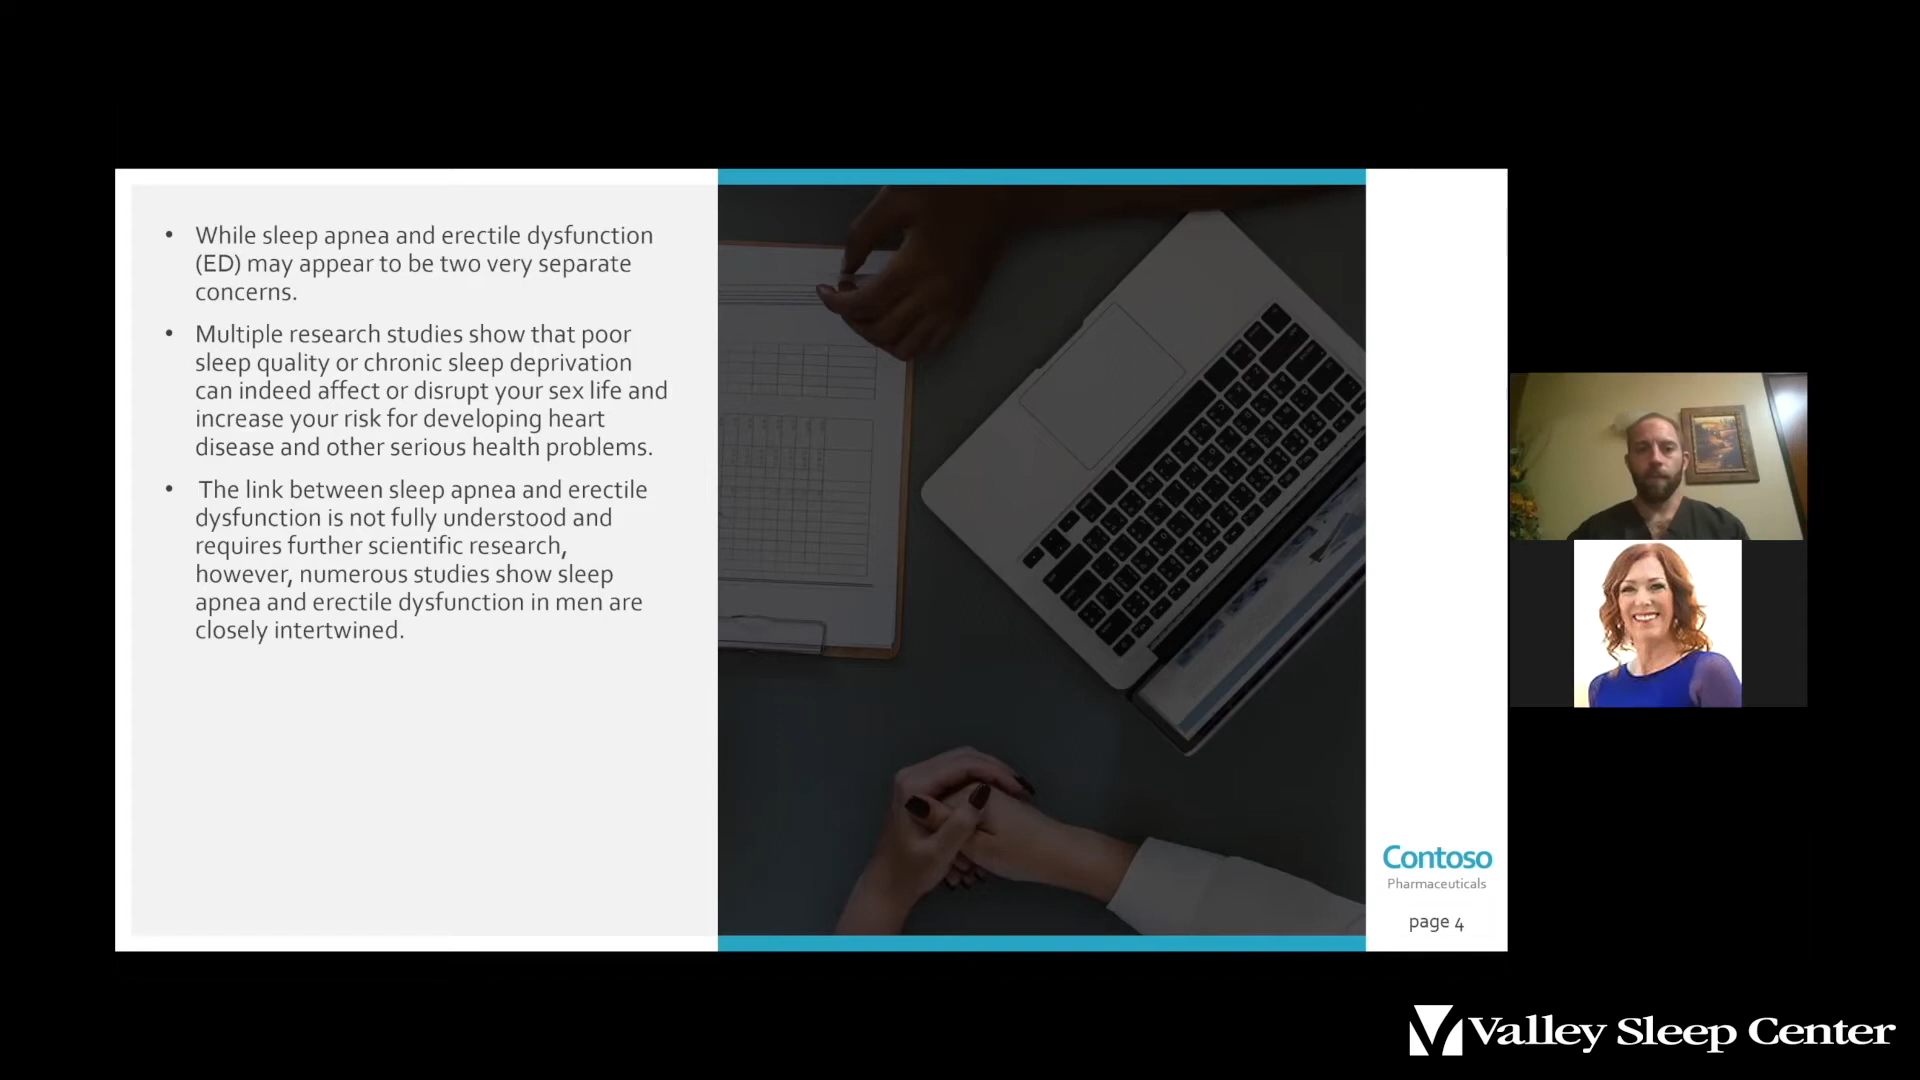 • While sleep apnea and erectile dysfunction
(ED) may appear to be two very separate
concerns.
• Multiple research studies show that poor
sleep quality or chronic sleep deprivation
can indeed affect or disrupt your sex life and
increase your risk for developing heart
disease and other serious health problems.
• The link between sleep apnea and erectile
dysfunction is not fully understood and
requires further scientific research,
however, numerous studies show sleep
apnea and erectile dysfunction in men are
closely intertwined.
Contoso
Pharmaceuticals
page 4
Valley Sleep Center